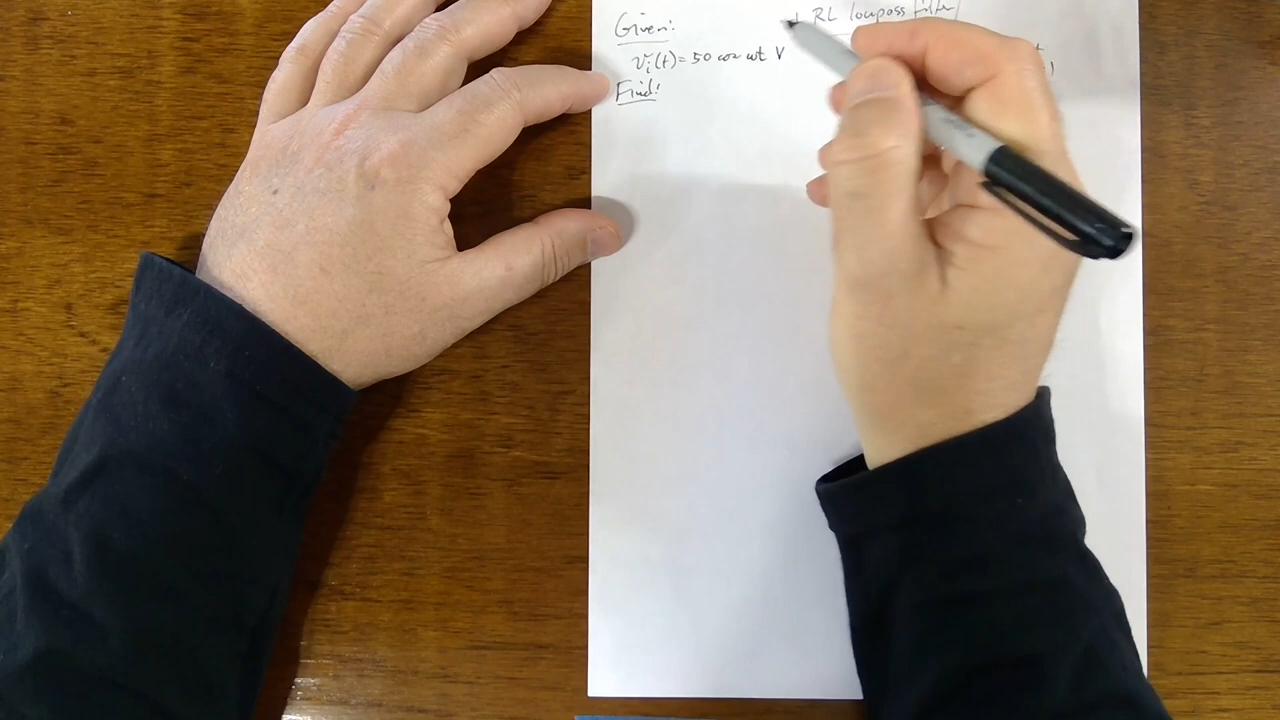 RL lowpass filter
Given:
vi(t) = 50 cos ωt V
Find: